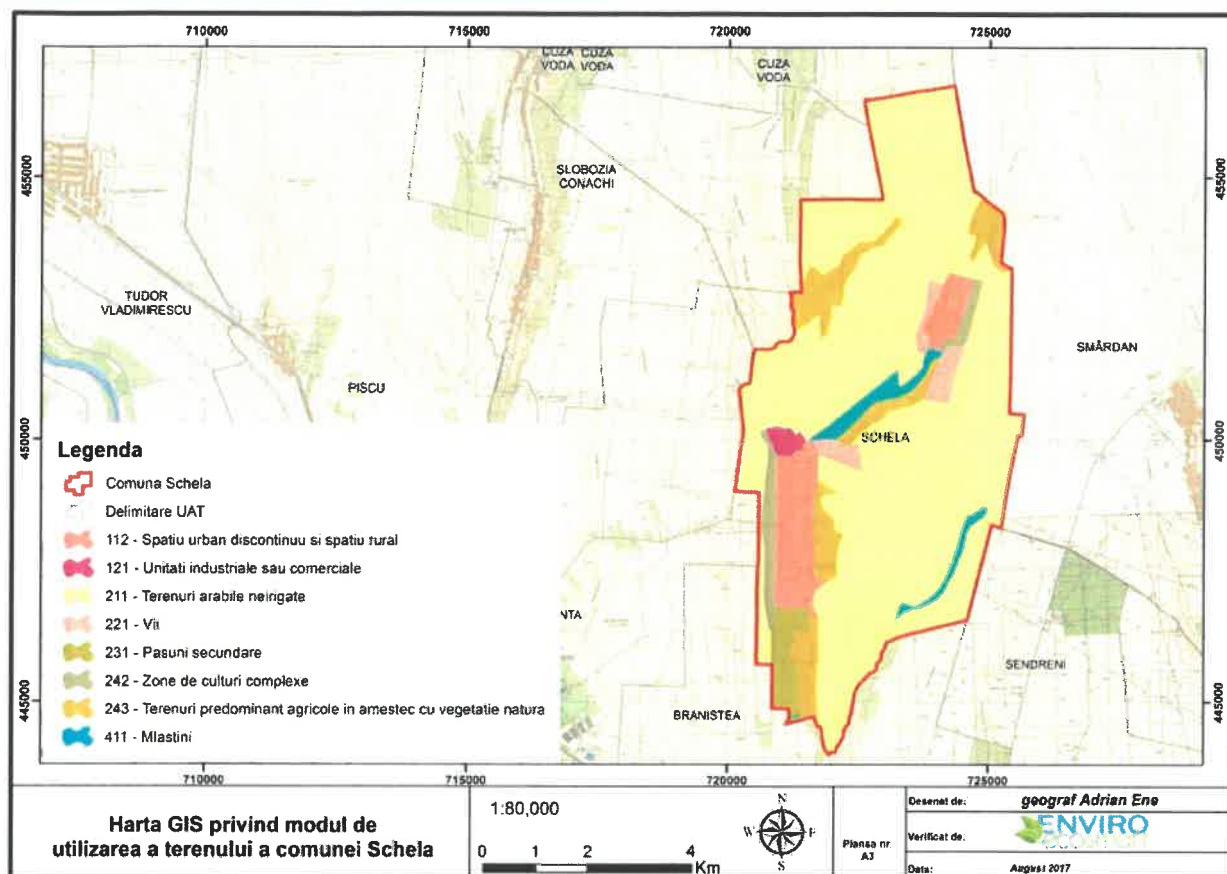 710000 715000 720000 725000
CUZA VODA
CUZA VODA
CUZA VODA
455000 455000
SLOBOZIA CONACHI
TUDOR VLADIMIRESCU
SMÂRDAN
PISCU
450000 450000
SCHELA
Legenda
Comuna Schela
Delimitare UAT
112 - Spatiu urban discontinuu si spatiu rural
121 - Unitati industriale sau comerciale
211 - Terenuri arabile neirigate
221 - Vii
231 - Pasuni secundare
242 - Zone de culturi complexe
243 - Terenuri predominant agricole in amestec cu vegetatie natura
411 - Mlastini
NTA
SENDRENI
445000 445000
BRANISTEA
710000 715000 720000 725000
Harta GIS privind modul de
utilizarea a terenului a comunei Schela
1:80,000
0 1 2 4
Km
N
W E
S
Plansa nr.
A3
Desenat de: geograf Adrian Ene
Verificat de:
ENVIRO
Data: August 2017